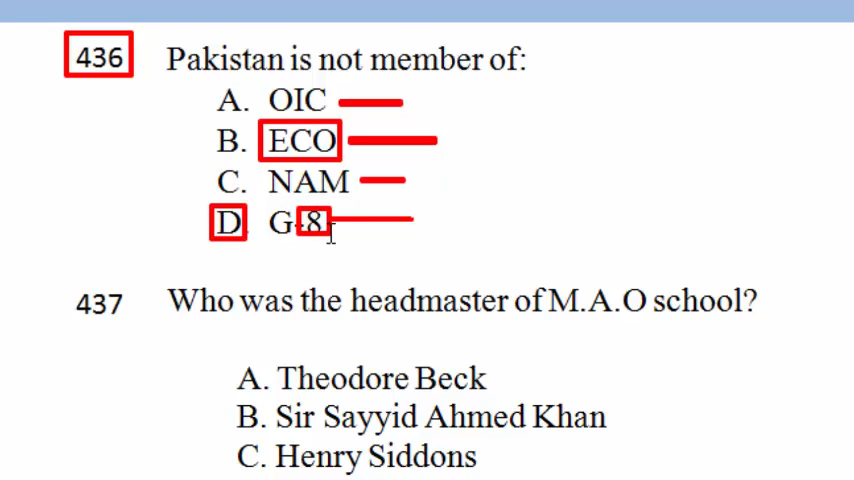 436 Pakistan is not member of:
A. OIC
B. ECO
C. NAM
D. G-8
437 Who was the headmaster of M.A.O school?
A. Theodore Beck
B. Sir Sayyid Ahmed Khan
C. Henry Siddons